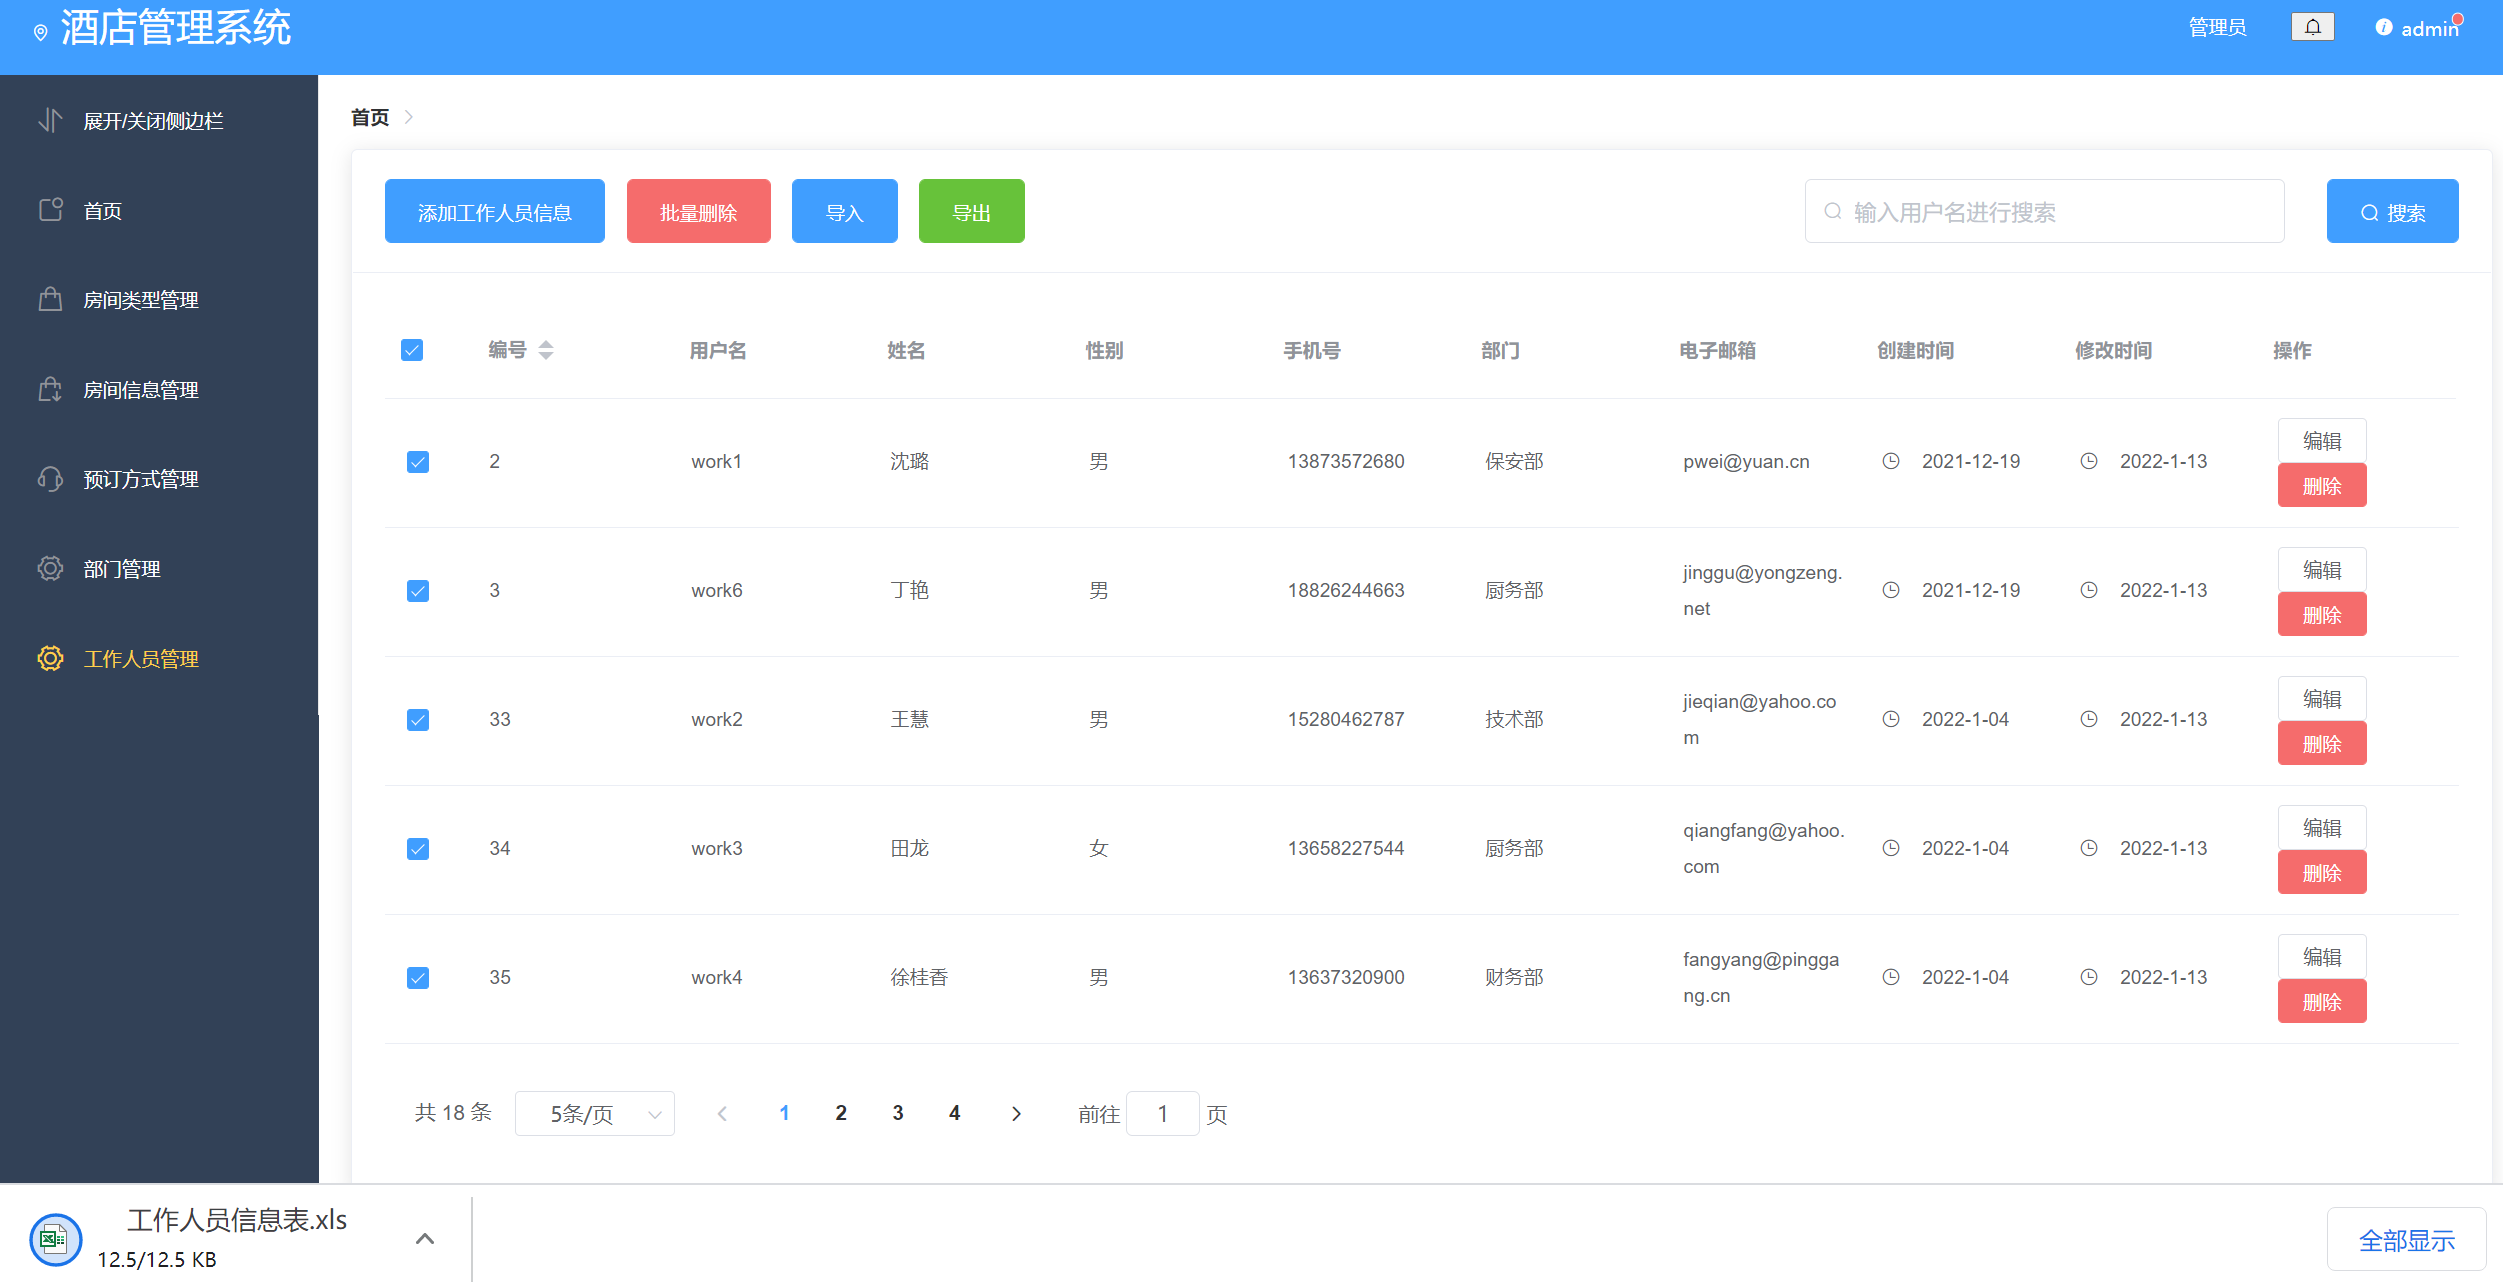 酒店管理系统
管理员
admin
展开/关闭侧边栏
首页
房间类型管理
房间信息管理
预订方式管理
部门管理
工作人员管理
首页
添加工作人员信息 批量删除 导入 导出 输入用户名进行搜索 搜索
编号 用户名 姓名 性别 手机号 部门 电子邮箱 创建时间 修改时间 操作
2 work1 沈璐 男 13873572680 保安部 pwei@yuan.cn 2021-12-19 2022-1-13 编辑
删除
3 work6 丁艳 男 18826244663 厨务部 jinggu@yongzeng. 2021-12-19 2022-1-13 编辑
net 删除
33 work2 王慧 男 15280462787 技术部 jieqian@yahoo.co 2022-1-04 2022-1-13 编辑
m 删除
34 work3 田龙 女 13658227544 厨务部 qiangfang@yahoo. 2022-1-04 2022-1-13 编辑
com 删除
35 work4 徐桂香 男 13637320900 财务部 fangyang@pingga 2022-1-04 2022-1-13 编辑
ng.cn 删除
共 18 条 5条/页 1 2 3 4 前往 1 页
工作人员信息表.xls
12.5/12.5 KB
全部显示